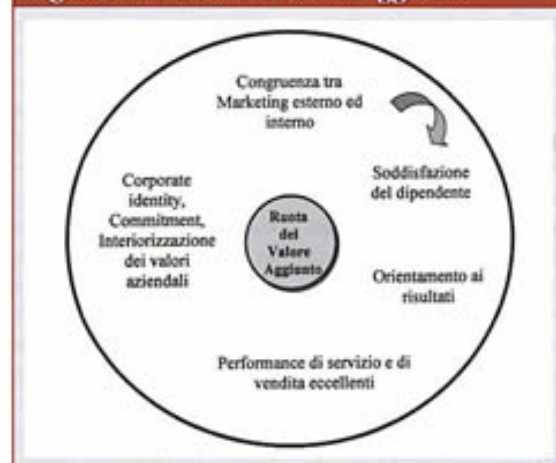 Congruenza tra
Marketing esterno ed
interno
Soddisfazione
del dipendente
Corporate
identity,
Commitment,
Interiorizzazione
dei valori
aziendali
Ruota
del
Valore
Aggiunto
Orientamento ai
risultati
Performance di servizio e di
vendita eccellenti